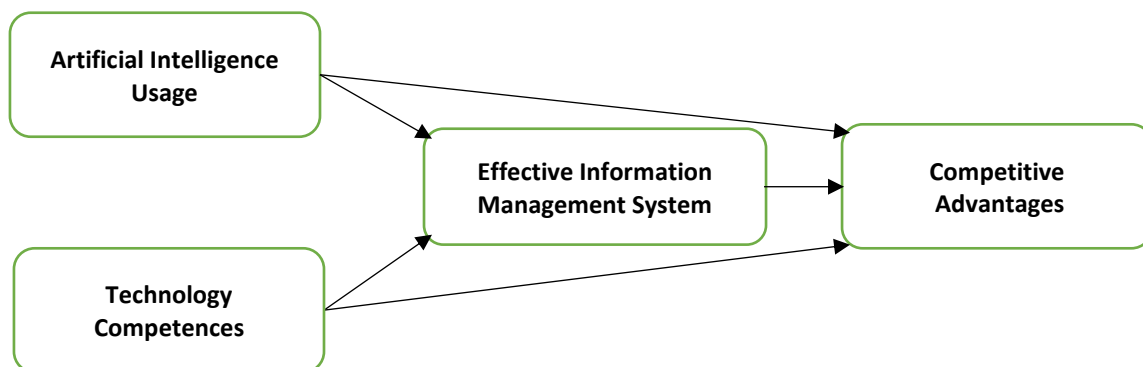 Artificial Intelligence
Usage
Effective Information
Management System
Competitive
Advantages
Technology
Competences